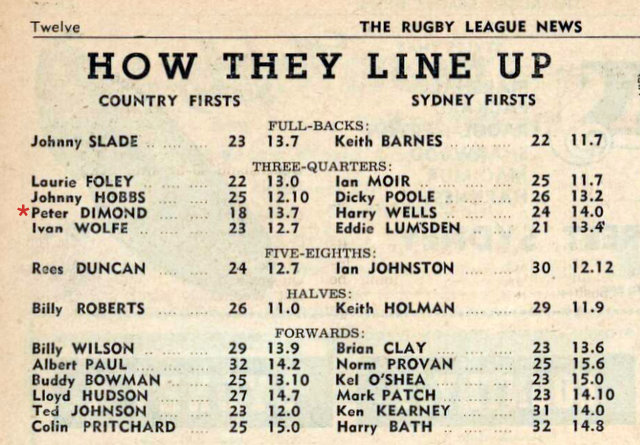 Twelve THE RUGBY LEAGUE NEWS
HOW THEY LINE UP
COUNTRY FIRSTS SYDNEY FIRSTS
FULL-BACKS:
Johnny SLADE .. ...... 23 13.7 Keith BARNES .. ...... 22 11.7
THREE-QUARTERS:
Laurie FOLEY .... ...... 22 13.0 Ian MOIR .. ...... ...... 25 11.7
Johnny HOBBS ...... 25 12.10 Dicky POOLE .. ...... 26 13.2
*Peter DIMOND ...... 18 13.7 Harry WELLS .. ...... 24 14.0
Ivan WOLFE .. ...... 23 12.7 Eddie LUMSDEN ...... 21 13.4
FIVE-EIGHTHS:
Rees DUNCAN .. ...... 24 12.7 Ian JOHNSTON .. ...... 30 12.12
HALVES:
Billy ROBERTS .. ...... 26 11.0 Keith HOLMAN .. ...... 29 11.9
FORWARDS:
Billy WILSON .. ...... 29 13.9 Brian CLAY .. ...... 23 13.6
Albert PAUL .. ...... 32 14.2 Norm PROVAN ...... 25 15.6
Buddy BOWMAN ...... 25 13.10 Kel O'SHEA .. ...... 23 15.0
Lloyd HUDSON ...... 27 14.7 Mark PATCH .. ...... 23 14.10
Ted JOHNSON ...... 23 12.0 Ken KEARNEY .. ...... 31 14.0
Colin PRITCHARD ...... 25 15.0 Harry BATH .. ...... 32 14.8